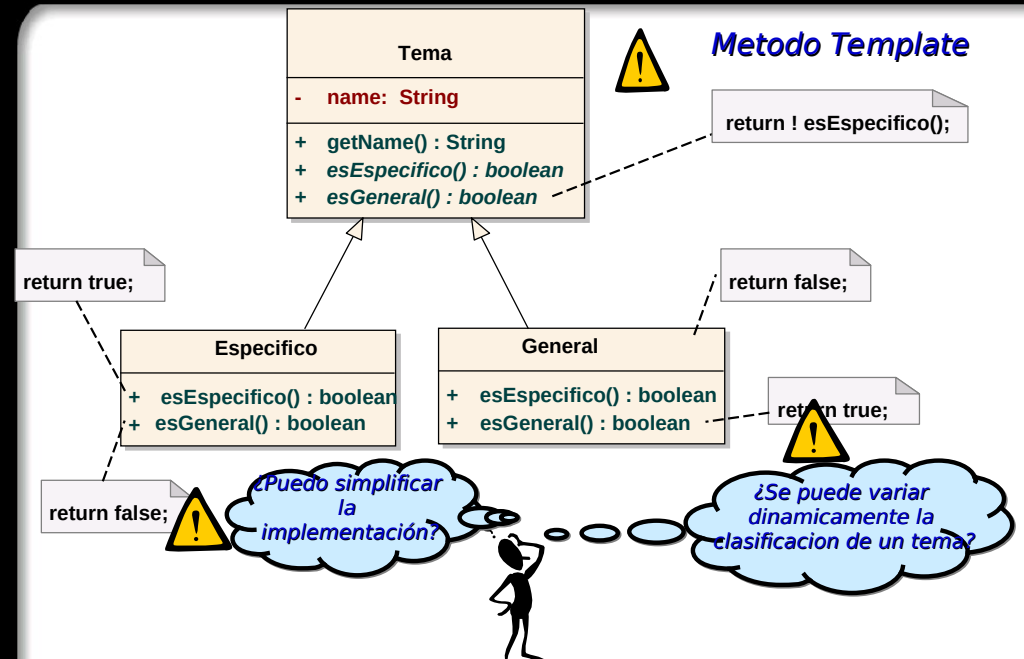 Metodo Template
Tema
- name: String
+ getName() : String
+ esEspecifico() : boolean
+ esGeneral() : boolean
return ! esEspecifico();
return true;
return false;
Especifico
+ esEspecifico() : boolean
+ esGeneral() : boolean
General
+ esEspecifico() : boolean
+ esGeneral() : boolean
return true;
return false;
¿Puedo simplificar
la
implementación?
¿Se puede variar
dinamicamente la
clasificacion de un tema?